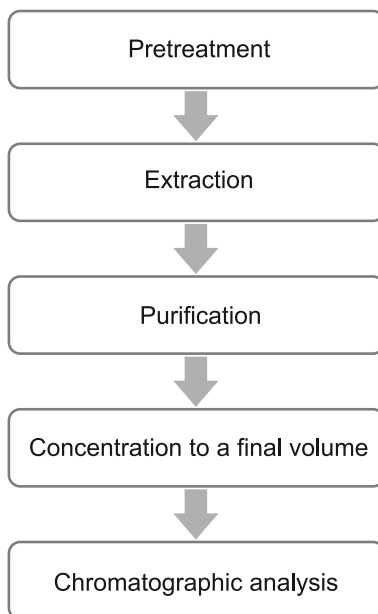 Pretreatment
Extraction
Purification
Concentration to a final volume
Chromatographic analysis